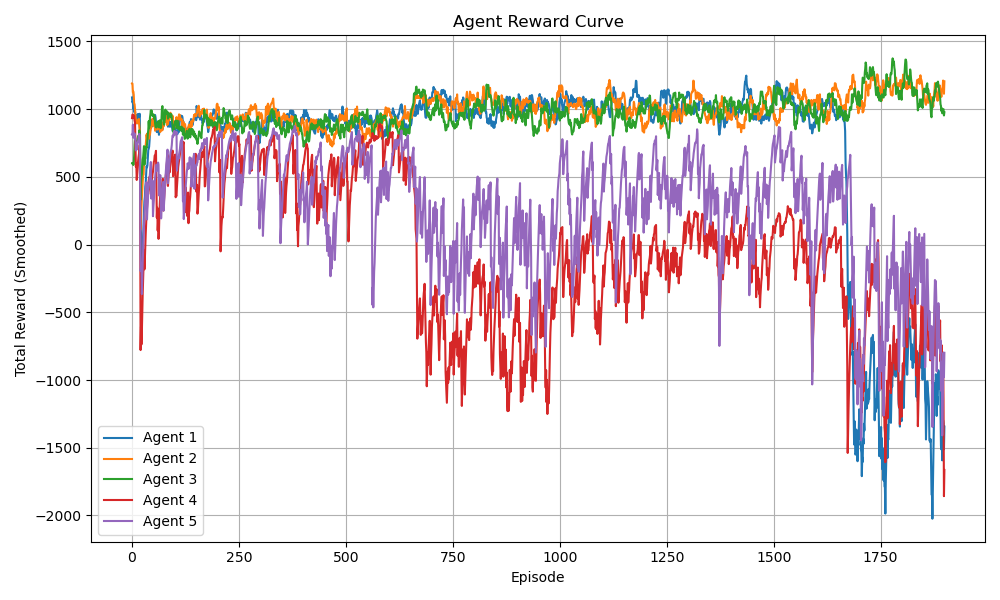 Agent Reward Curve
Total Reward (Smoothed)
1500
1000
500
0
−500
−1000
−1500
−2000
Agent 1
Agent 2
Agent 3
Agent 4
Agent 5
0 250 500 750 1000 1250 1500 1750
Episode